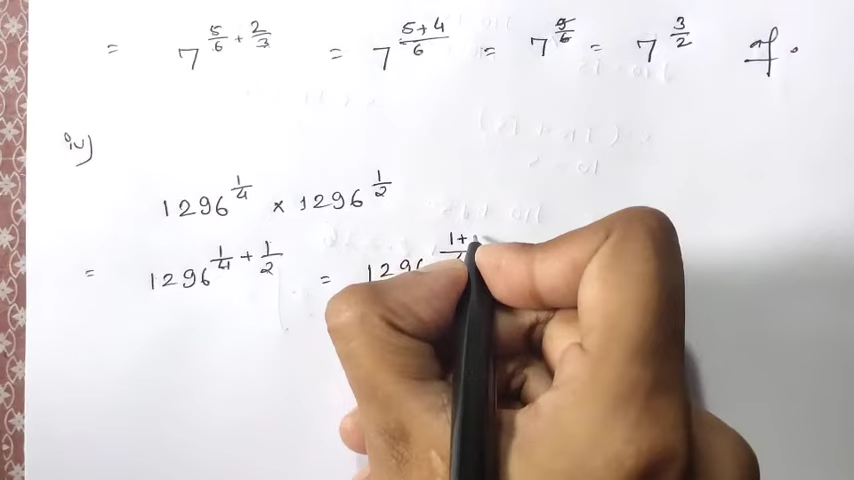 = 7^(5/6 + 2/3) = 7^((5+4)/6) = 7^(9/6) = 7^(3/2)
iv)
1296^(1/4) × 1296^(1/2)
= 1296^(1/4 + 1/2) = 1296^(1+